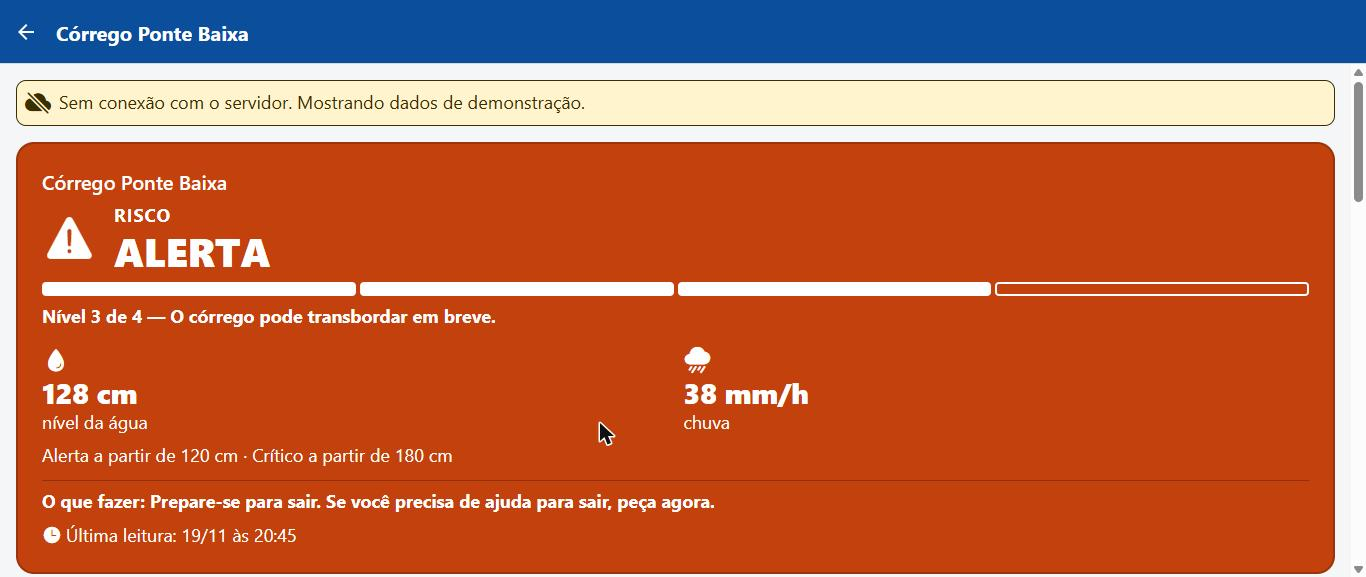 Córrego Ponte Baixa
Sem conexão com o servidor. Mostrando dados de demonstração.
Córrego Ponte Baixa
RISCO
ALERTA
Nível 3 de 4 — O córrego pode transbordar em breve.
128 cm
nível da água
38 mm/h
chuva
Alerta a partir de 120 cm · Crítico a partir de 180 cm
O que fazer: Prepare-se para sair. Se você precisa de ajuda para sair, peça agora.
Última leitura: 19/11 às 20:45